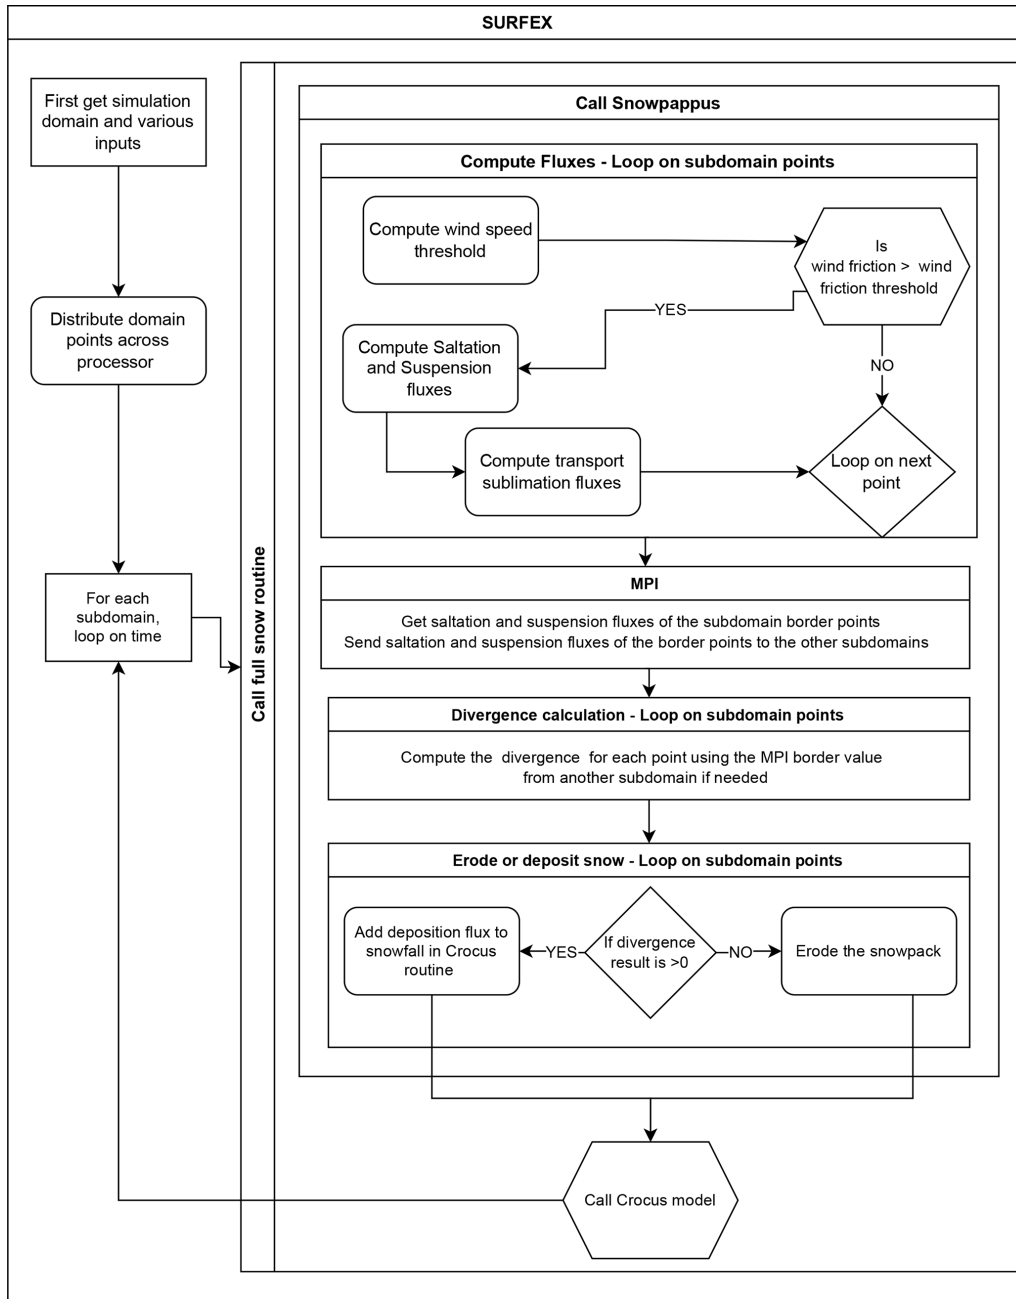 SURFEX
First get simulation
domain and various
inputs
Distribute domain
points across
processor
For each
subdomain,
loop on time
Call full snow routine
Call Snowpappus
Compute Fluxes - Loop on subdomain points
Compute wind speed
threshold
Is
wind friction > wind
friction threshold
YES
NO
Compute Saltation
and Suspension
fluxes
Compute transport
sublimation fluxes
Loop on next
point
MPI
Get saltation and suspension fluxes of the subdomain border points
Send saltation and suspension fluxes of the border points to the other subdomains
Divergence calculation - Loop on subdomain points
Compute the divergence for each point using the MPI border value
from another subdomain if needed
Erode or deposit snow - Loop on subdomain points
Add deposition flux to
snowfall in Crocus
routine
YES
If divergence
result is >0
NO
Erode the snowpack
Call Crocus model